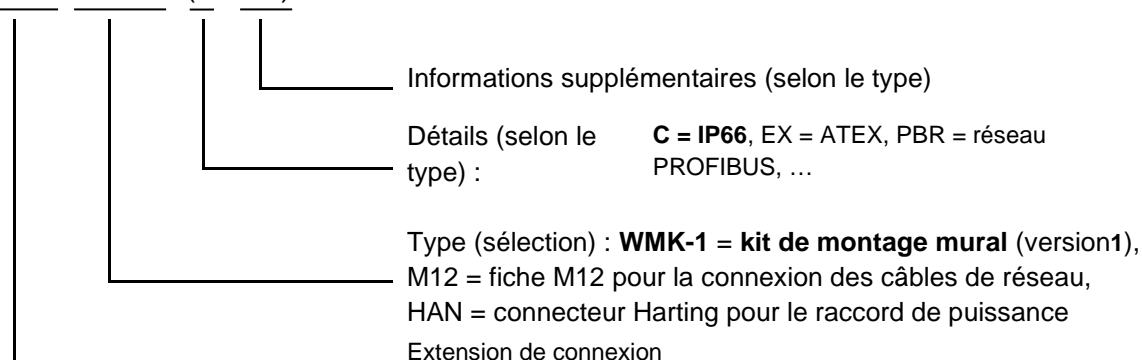 Informations supplémentaires (selon le type)
Détails (selon le
type) :
C = IP66, EX = ATEX, PBR = réseau
PROFIBUS, …
Type (sélection) : WMK-1 = kit de montage mural (version1),
M12 = fiche M12 pour la connexion des câbles de réseau,
HAN = connecteur Harting pour le raccord de puissance
Extension de connexion